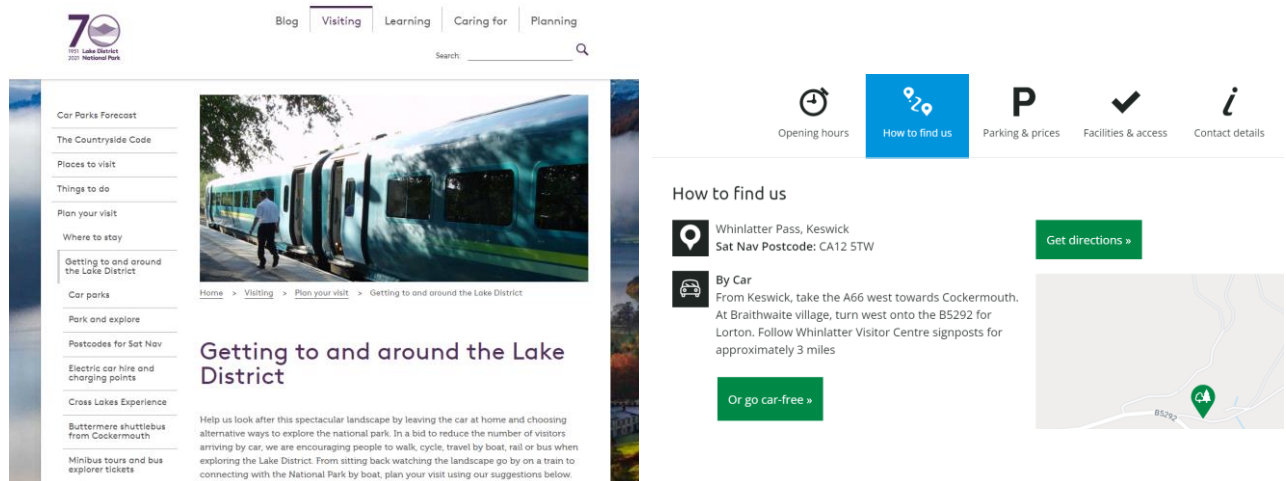 70
1951 Lake District
2021 National Park
Blog
Visiting
Learning
Caring for
Planning
Search:
Car Parks Forecast
The Countryside Code
Places to visit
Things to do
Plan your visit
Where to stay
Getting to and around
the Lake District
Car parks
Park and explore
Postcodes for Sat Nav
Electric car hire and
charging points
Cross Lakes Experience
Buttermere shuttlebus
from Cockermouth
Minibus tours and bus
explorer tickets
Home > Visiting > Plan your visit > Getting to and around the Lake District
Getting to and around the Lake
District
Help us look after this spectacular landscape by leaving the car at home and choosing
alternative ways to explore the national park. In a bid to reduce the number of visitors
arriving by car, we are encouraging people to walk, cycle, travel by boat, rail or bus when
exploring the Lake District. From sitting back watching the landscape go by on a train to
connecting with the National Park by boat, plan your visit using our suggestions below.
Opening hours
How to find us
P
Parking & prices
Facilities & access
i
Contact details
How to find us
Whinlatter Pass, Keswick
Sat Nav Postcode: CA12 5TW
By Car
From Keswick, take the A66 west towards Cockermouth.
At Braithwaite village, turn west onto the B5292 for
Lorton. Follow Whinlatter Visitor Centre signposts for
approximately 3 miles
Or go car-free »
Get directions »
B5292